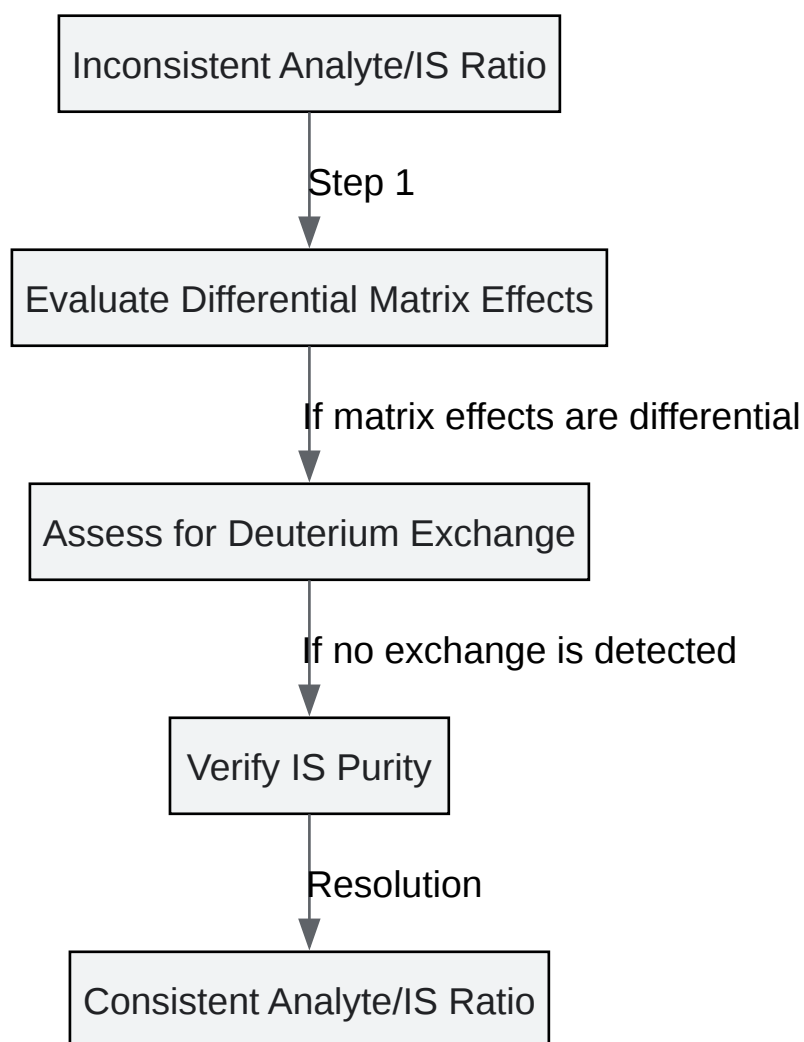 Inconsistent Analyte/IS Ratio
Step 1
Evaluate Differential Matrix Effects
If matrix effects are differential
Assess for Deuterium Exchange
If no exchange is detected
Verify IS Purity
Resolution
Consistent Analyte/IS Ratio